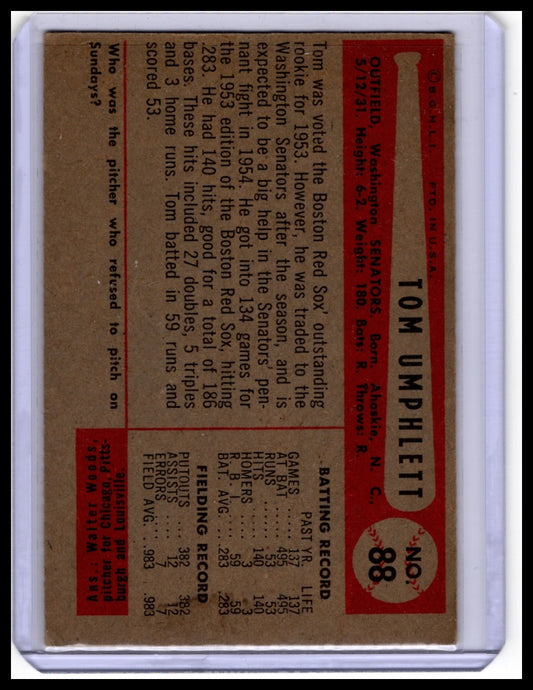 © B.G.H.L.I. PTD. IN U.S.A.
TOM UMPHLETT
NO.
88
OUTFIELD, Washington SENATORS. Born, Ahoskie, N. C.,
5/12/31. Height: 6-2. Weight: 180. Bats: R. Throws: R.
Tom was voted the Boston Red Sox' outstanding
rookie for 1953. However, he was traded to the
Washington Senators after the season, and is
expected to be a big help in the Senators' pen-
nant fight in 1954. He got into 134 games for
the 1953 edition of the Boston Red Sox, hitting
.283. He had 140 hits, good for a total of 186
bases. These hits included 27 doubles, 5 triples
and 3 home runs. Tom batted in 59 runs and
scored 53.
BATTING RECORD
PAST YR. LIFE
GAMES 137 137
AT BAT 495 495
RUNS 53 53
HITS 140 140
HOMERS 3 3
R. B. I. 59 59
BAT. AVG. .283 .283
FIELDING RECORD
PUTOUTS 382 382
ASSISTS 12 12
ERRORS 7 7
FIELD AVG. .983 .983
Who was the pitcher who refused to pitch on
Sundays?
Ans.: Walter Woods,
pitcher for Chicago, Pitts-
burgh and Louisville.